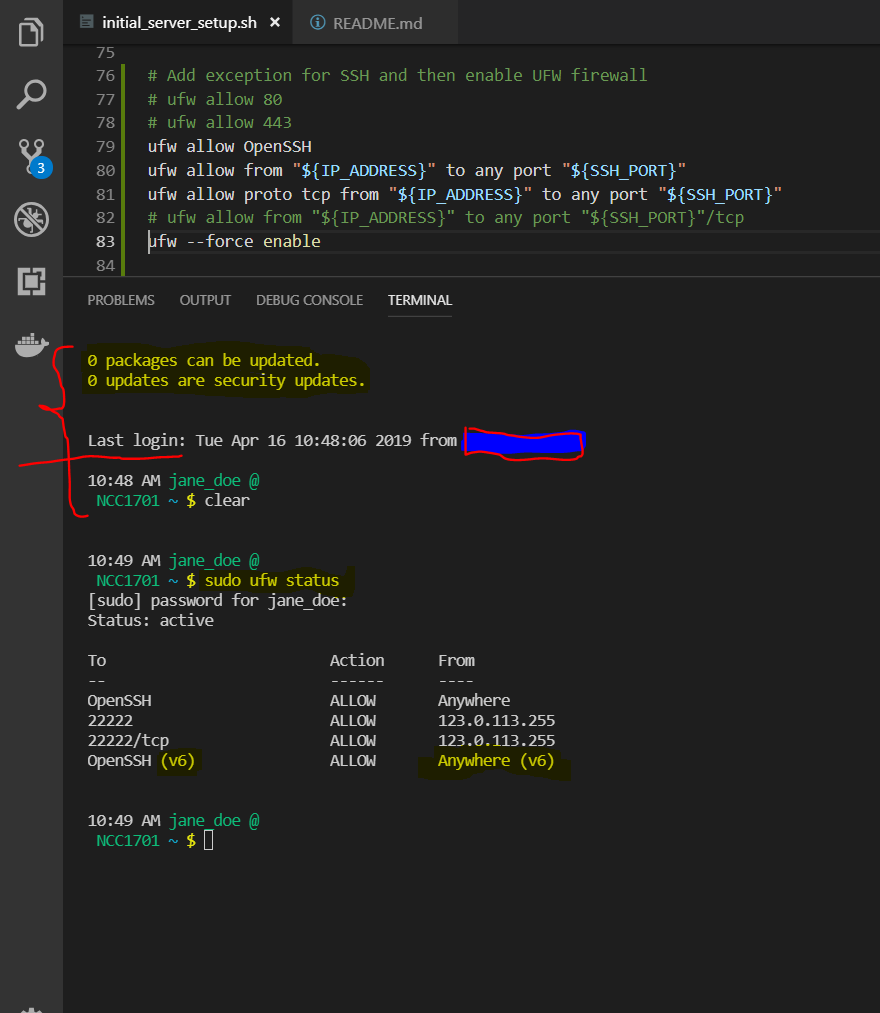 initial_server_setup.sh × README.md
75
76 # Add exception for SSH and then enable UFW firewall
77 # ufw allow 80
78 # ufw allow 443
79 ufw allow OpenSSH
80 ufw allow from "${IP_ADDRESS}" to any port "${SSH_PORT}"
81 ufw allow proto tcp from "${IP_ADDRESS}" to any port "${SSH_PORT}"
82 # ufw allow from "${IP_ADDRESS}" to any port "${SSH_PORT}"/tcp
83 ufw --force enable
84
3
PROBLEMS OUTPUT DEBUG CONSOLE TERMINAL
0 packages can be updated.
0 updates are security updates.
Last login: Tue Apr 16 10:48:06 2019 from
10:48 AM jane_doe @
NCC1701 ~ $ clear
10:49 AM jane_doe @
NCC1701 ~ $ sudo ufw status
[sudo] password for jane_doe:
Status: active
To Action From
-- ------ ----
OpenSSH ALLOW Anywhere
22222 ALLOW 123.0.113.255
22222/tcp ALLOW 123.0.113.255
OpenSSH (v6) ALLOW Anywhere (v6)
10:49 AM jane_doe @
NCC1701 ~ $